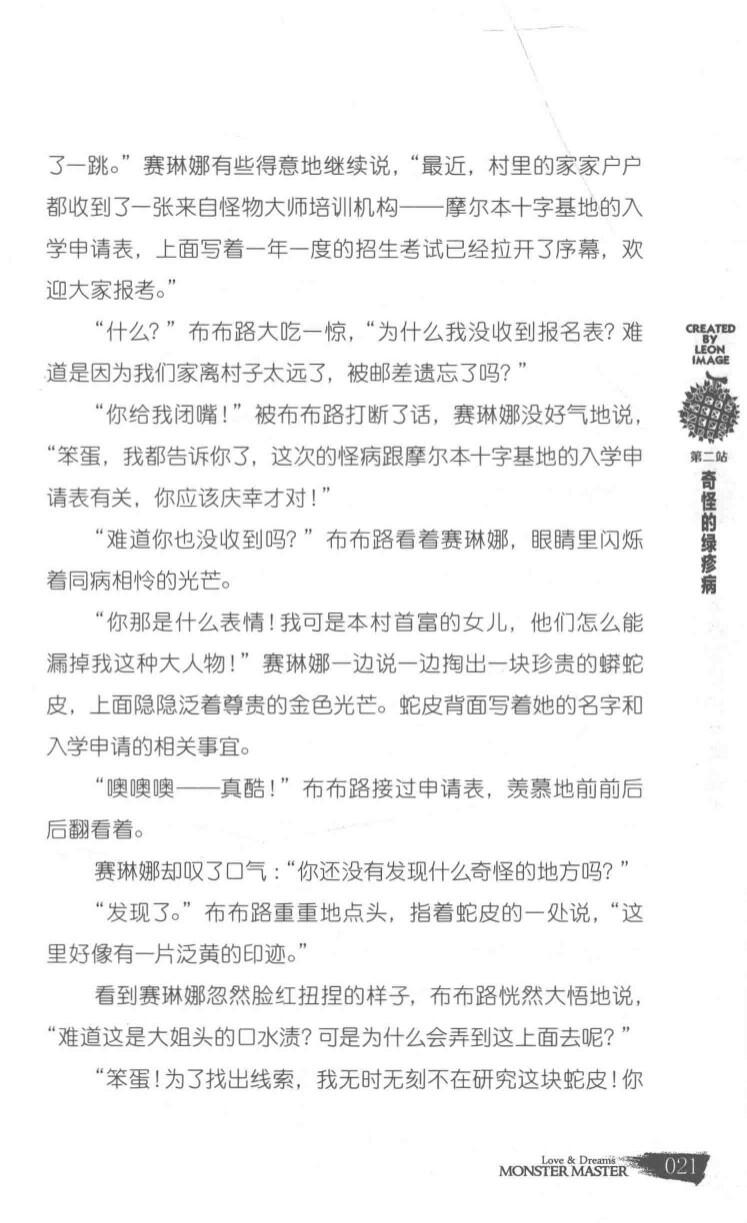 了一跳。”赛琳娜有些得意地继续说，“最近，村里的家家户户
都收到了一张来自怪物大师培训机构——摩尔本十字基地的入
学申请表，上面写着一年一度的招生考试已经拉开了序幕，欢
迎大家报考。”
“什么？”布布路大吃一惊，“为什么我没收到报名表？难
道是因为我们家离村子太远了，被邮差遗忘了吗？”
“你给我闭嘴！”被布布路打断了话，赛琳娜没好气地说，
“笨蛋，我都告诉你了，这次的怪病跟摩尔本十字基地的入学申
请表有关，你应该庆幸才对！”
“难道你也没收到吗？”布布路看着赛琳娜，眼睛里闪烁
着同病相怜的光芒。
“你那是什么表情！我可是本村首富的女儿，他们怎么能
漏掉我这种大人物！”赛琳娜一边说一边掏出一块珍贵的蟒蛇
皮，上面隐隐泛着尊贵的金色光芒。蛇皮背面写着她的名字和
入学申请的相关事宜。
“噢噢噢——真酷！”布布路接过申请表，羡慕地前前后
后翻看着。
赛琳娜却叹了口气：“你还没有发现什么奇怪的地方吗？”
“发现了。”布布路重重地点头，指着蛇皮的一处说，“这
里好像有一片泛黄的印迹。”
看到赛琳娜忽然脸红扭捏的样子，布布路恍然大悟地说，
“难道这是大姐头的口水渍？可是为什么会弄到这上面去呢？”
“笨蛋！为了找出线索，我无时无刻不在研究这块蛇皮！你
CREATED
BY
LEON
IMAGE
第二站
奇怪的绿疹病
Love & Dreams
MONSTER MASTER
021